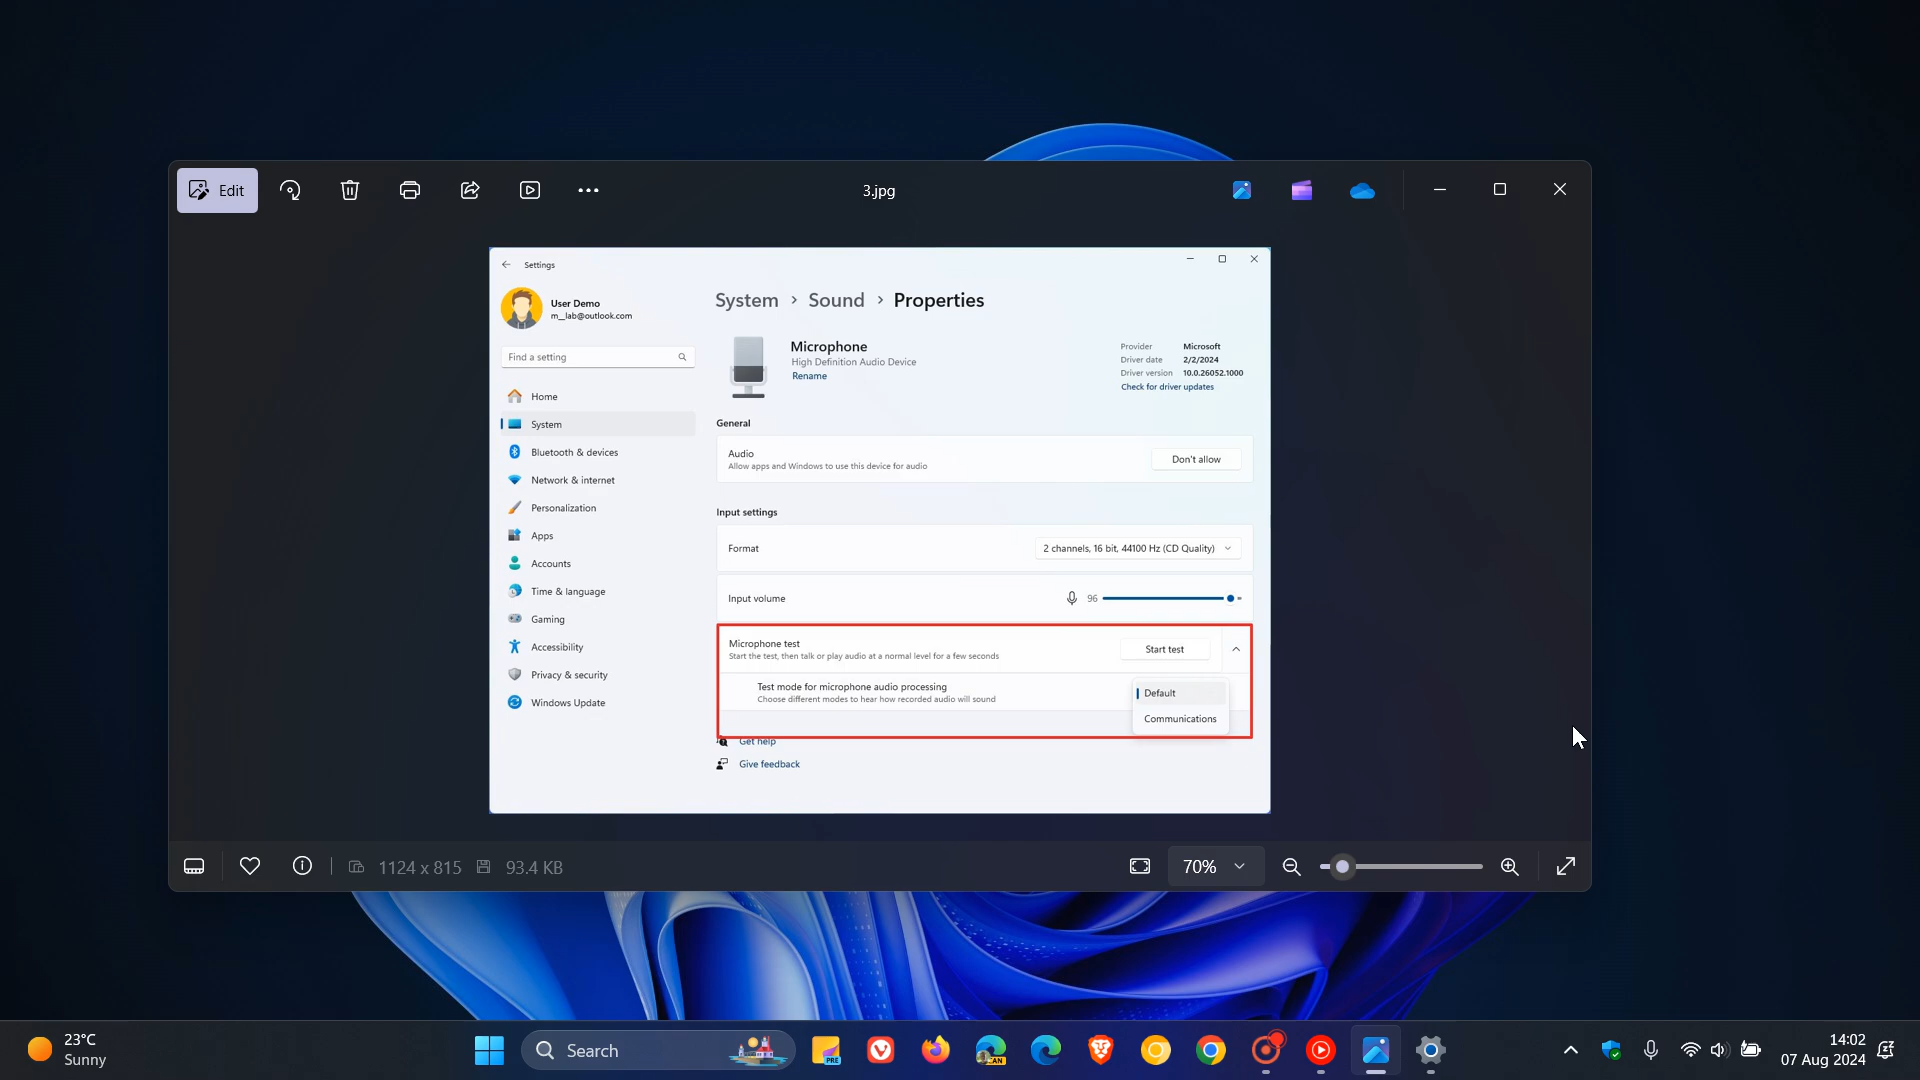 Edit
3.jpg
Settings
User Demo
m_lab@outlook.com
Find a setting
Home
System
Bluetooth & devices
Network & internet
Personalization
Apps
Accounts
Time & language
Gaming
Accessibility
Privacy & security
Windows Update
System > Sound > Properties
Microphone
High Definition Audio Device
Rename
Provider Microsoft
Driver date 2/2/2024
Driver version 10.0.26052.1000
Check for driver updates
General
Audio
Allow apps and Windows to use this device for audio
Don't allow
Input settings
Format
2 channels, 16 bit, 44100 Hz (CD Quality)
Input volume
96
Microphone test
Start the test, then talk or play audio at a normal level for a few seconds
Start test
Test mode for microphone audio processing
Choose different modes to hear how recorded audio will sound
Default
Communications
Get help
Give feedback
1124 x 815
93.4 KB
70%
23°C
Sunny
Search
PRE
CAN
14:02
07 Aug 2024